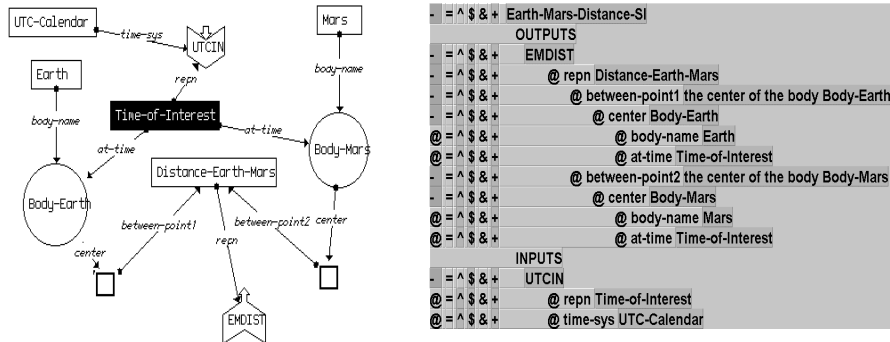 UTC-Calendar
Mars
time-sys
UTCIN
Earth
repn
body-name
Time-of-Interest
body-name
at-time
at-time
Body-Mars
Distance-Earth-Mars
Body-Earth
between-point1
between-point2
center
repn
center
EMDIST
- = ^ $ & + Earth-Mars-Distance-SI
OUTPUTS
- = ^ $ & + EMDIST
- = ^ $ & + @ repn Distance-Earth-Mars
- = ^ $ & + @ between-point1 the center of the body Body-Earth
- = ^ $ & + @ center Body-Earth
@ = ^ $ & + @ body-name Earth
@ = ^ $ & + @ at-time Time-of-Interest
- = ^ $ & + @ between-point2 the center of the body Body-Mars
- = ^ $ & + @ center Body-Mars
@ = ^ $ & + @ body-name Mars
@ = ^ $ & + @ at-time Time-of-Interest
INPUTS
- = ^ $ & + UTCIN
@ = ^ $ & + @ repn Time-of-Interest
@ = ^ $ & + @ time-sys UTC-Calendar